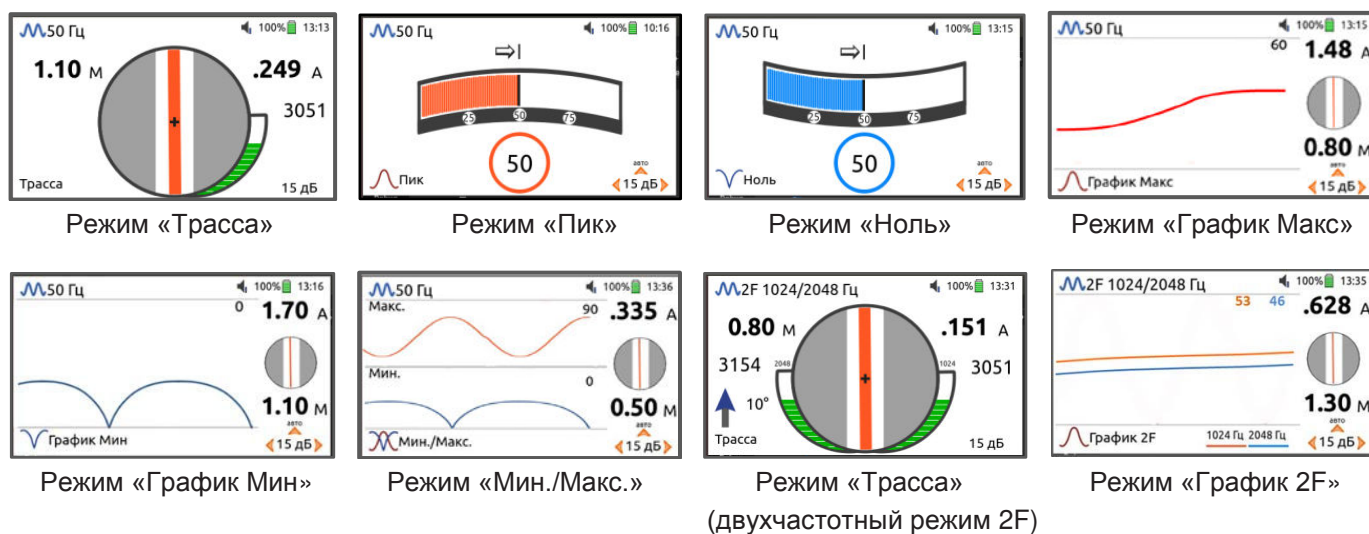 50 Гц 100% 13:13
1.10 м .249 А
3051
Трасса 15 дБ
Режим «Трасса»
50 Гц 100% 10:16
25 50 75
50
авто
Пик 15 дБ
Режим «Пик»
50 Гц 100% 13:15
25 50 75
50
авто
Ноль 15 дБ
Режим «Ноль»
50 Гц 100% 13:15
60 1.48 А
0.80 м
авто
График Макс 15 дБ
Режим «График Макс»
50 Гц 100% 13:16
0 1.70 А
1.10 м
авто
График Мин 15 дБ
Режим «График Мин»
50 Гц 100% 13:36
Макс. 90 .335 А
Мин. 0
0.50 м
авто
Мин./Макс. 15 дБ
Режим «Мин./Макс.»
2F 1024/2048 Гц 100% 13:31
0.80 м .151 А
3154 2048 1024 3051
10°
Трасса 15 дБ
Режим «Трасса»
(двухчастотный режим 2F)
2F 1024/2048 Гц 100% 13:35
53 46 .628 А
1.30 м
авто
График 2F 1024 Гц 2048 Гц 15 дБ
Режим «График 2F»